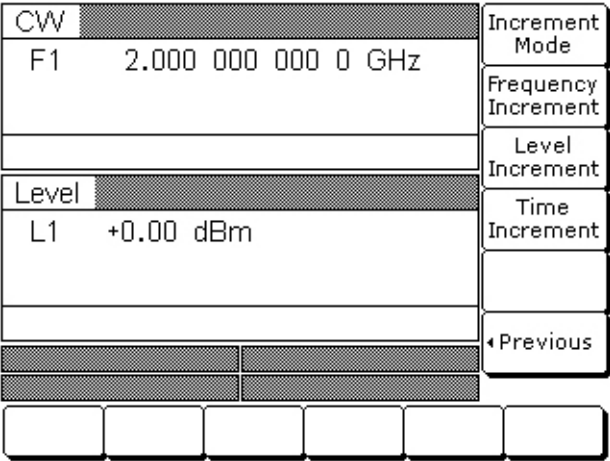 CW
F1 2.000 000 000 0 GHz
Level
L1 +0.00 dBm
Increment
Mode
Frequency
Increment
Level
Increment
Time
Increment
◂Previous